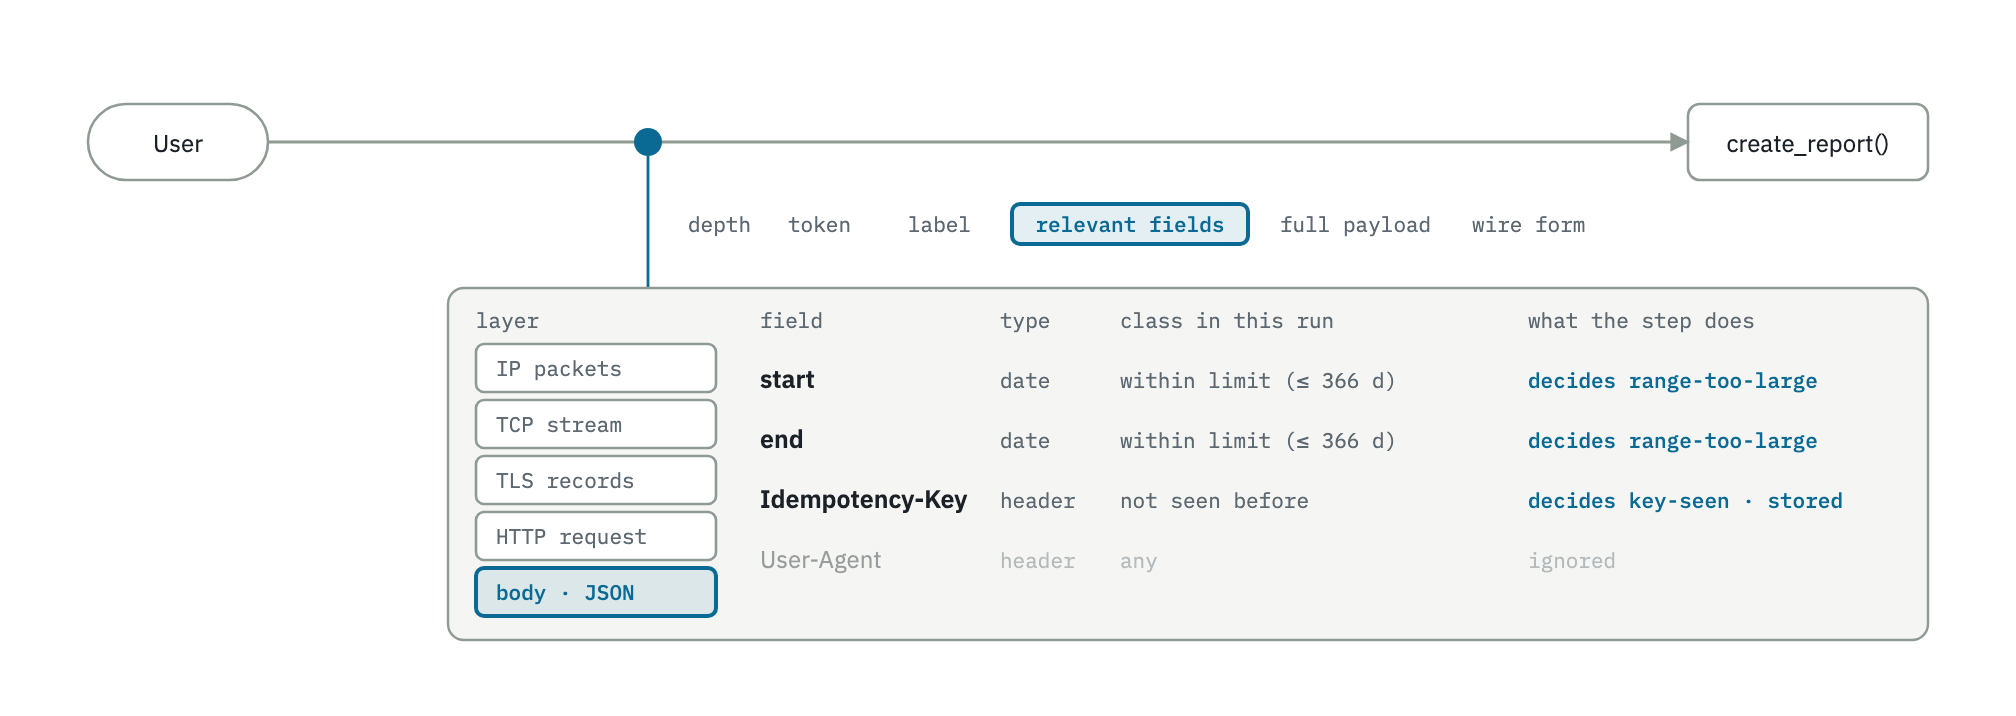 User
create_report()
depth token label relevant fields full payload wire form
layer field type class in this run what the step does
IP packets
start date within limit (≤ 366 d) decides range-too-large
TCP stream
end date within limit (≤ 366 d) decides range-too-large
TLS records
Idempotency-Key header not seen before decides key-seen · stored
HTTP request
User-Agent header any ignored
body · JSON